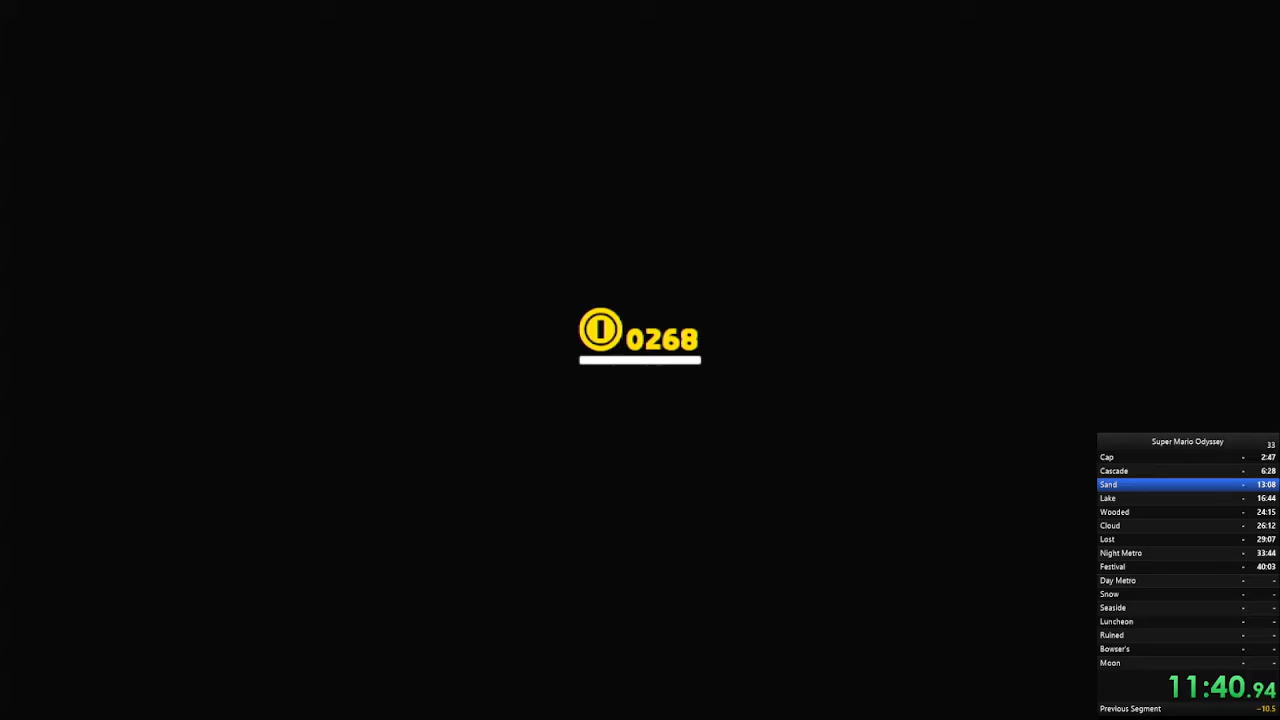 0268
Super Mario Odyssey 33
Cap - 2:47
Cascade - 6:28
Sand - 13:08
Lake - 16:44
Wooded - 24:15
Cloud - 26:12
Lost - 29:07
Night Metro - 33:44
Festival - 40:03
Day Metro - -
Snow - -
Seaside - -
Luncheon - -
Ruined - -
Bowser's - -
Moon - -
11:40.94
Previous Segment −10.5